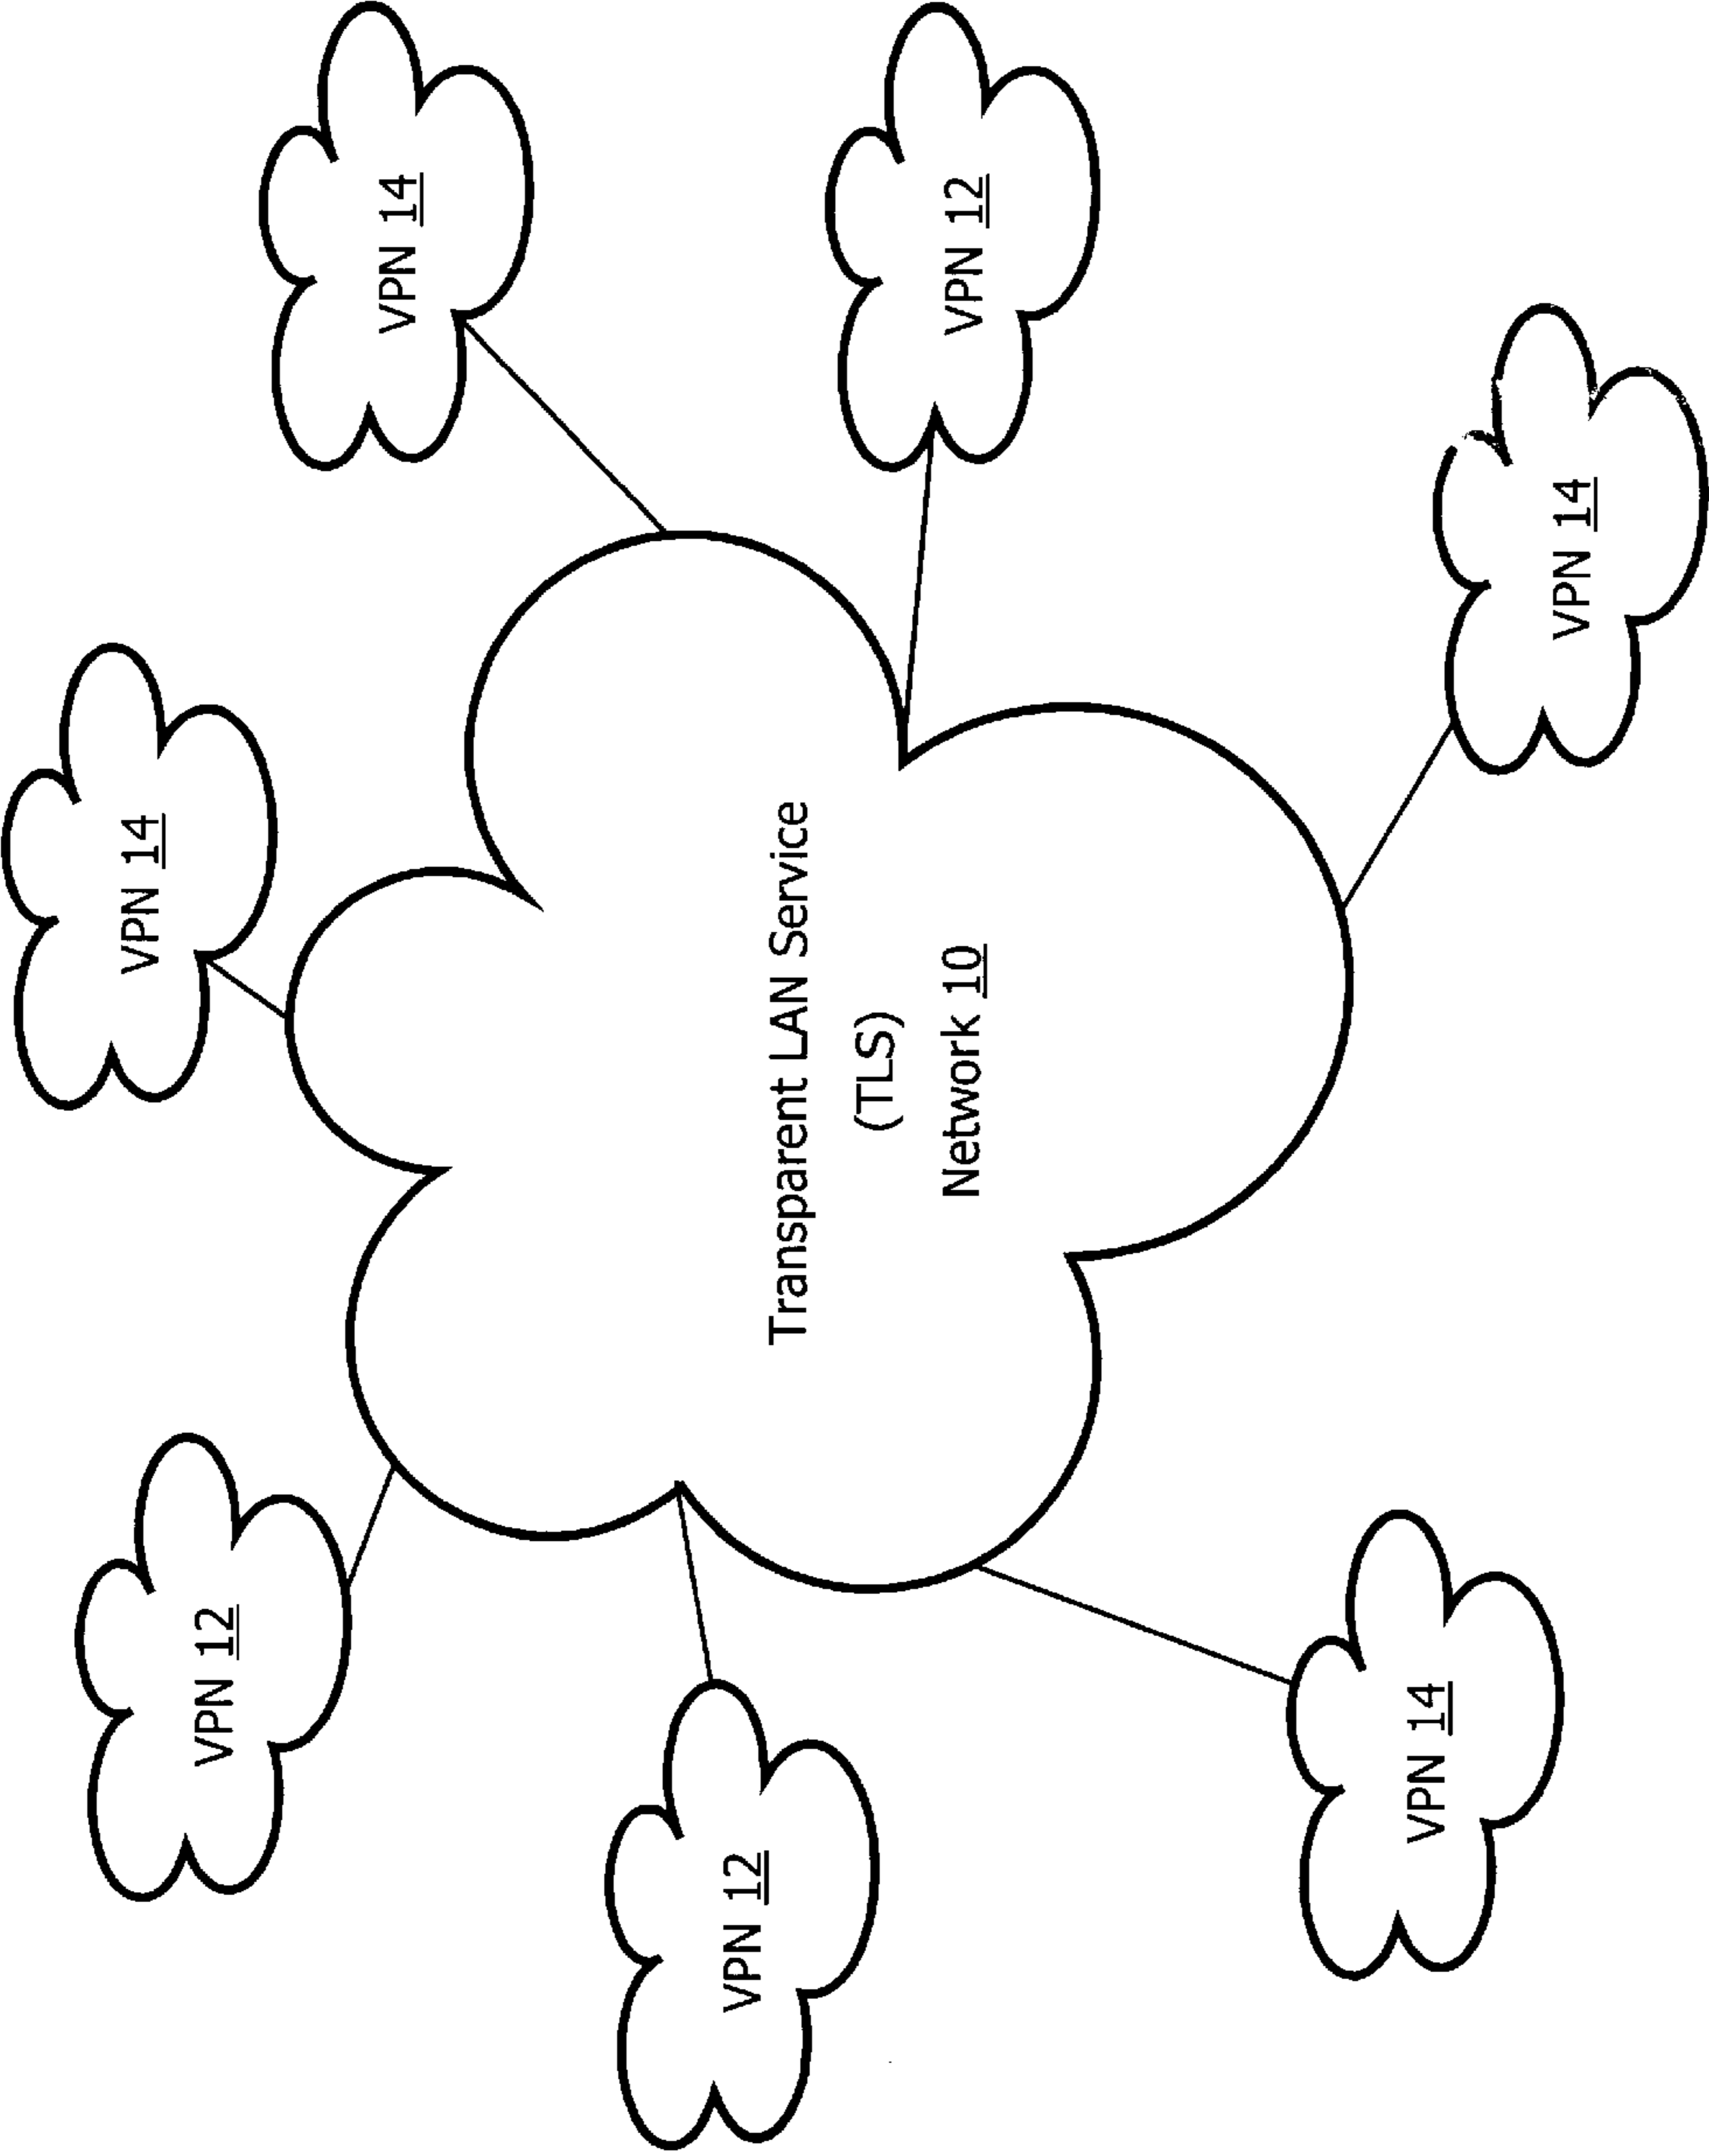 VPN 14
VPN 14
VPN 12
VPN 14
Transparent LAN Service
(TLS)
Network 10
VPN 12
VPN 12
VPN 14